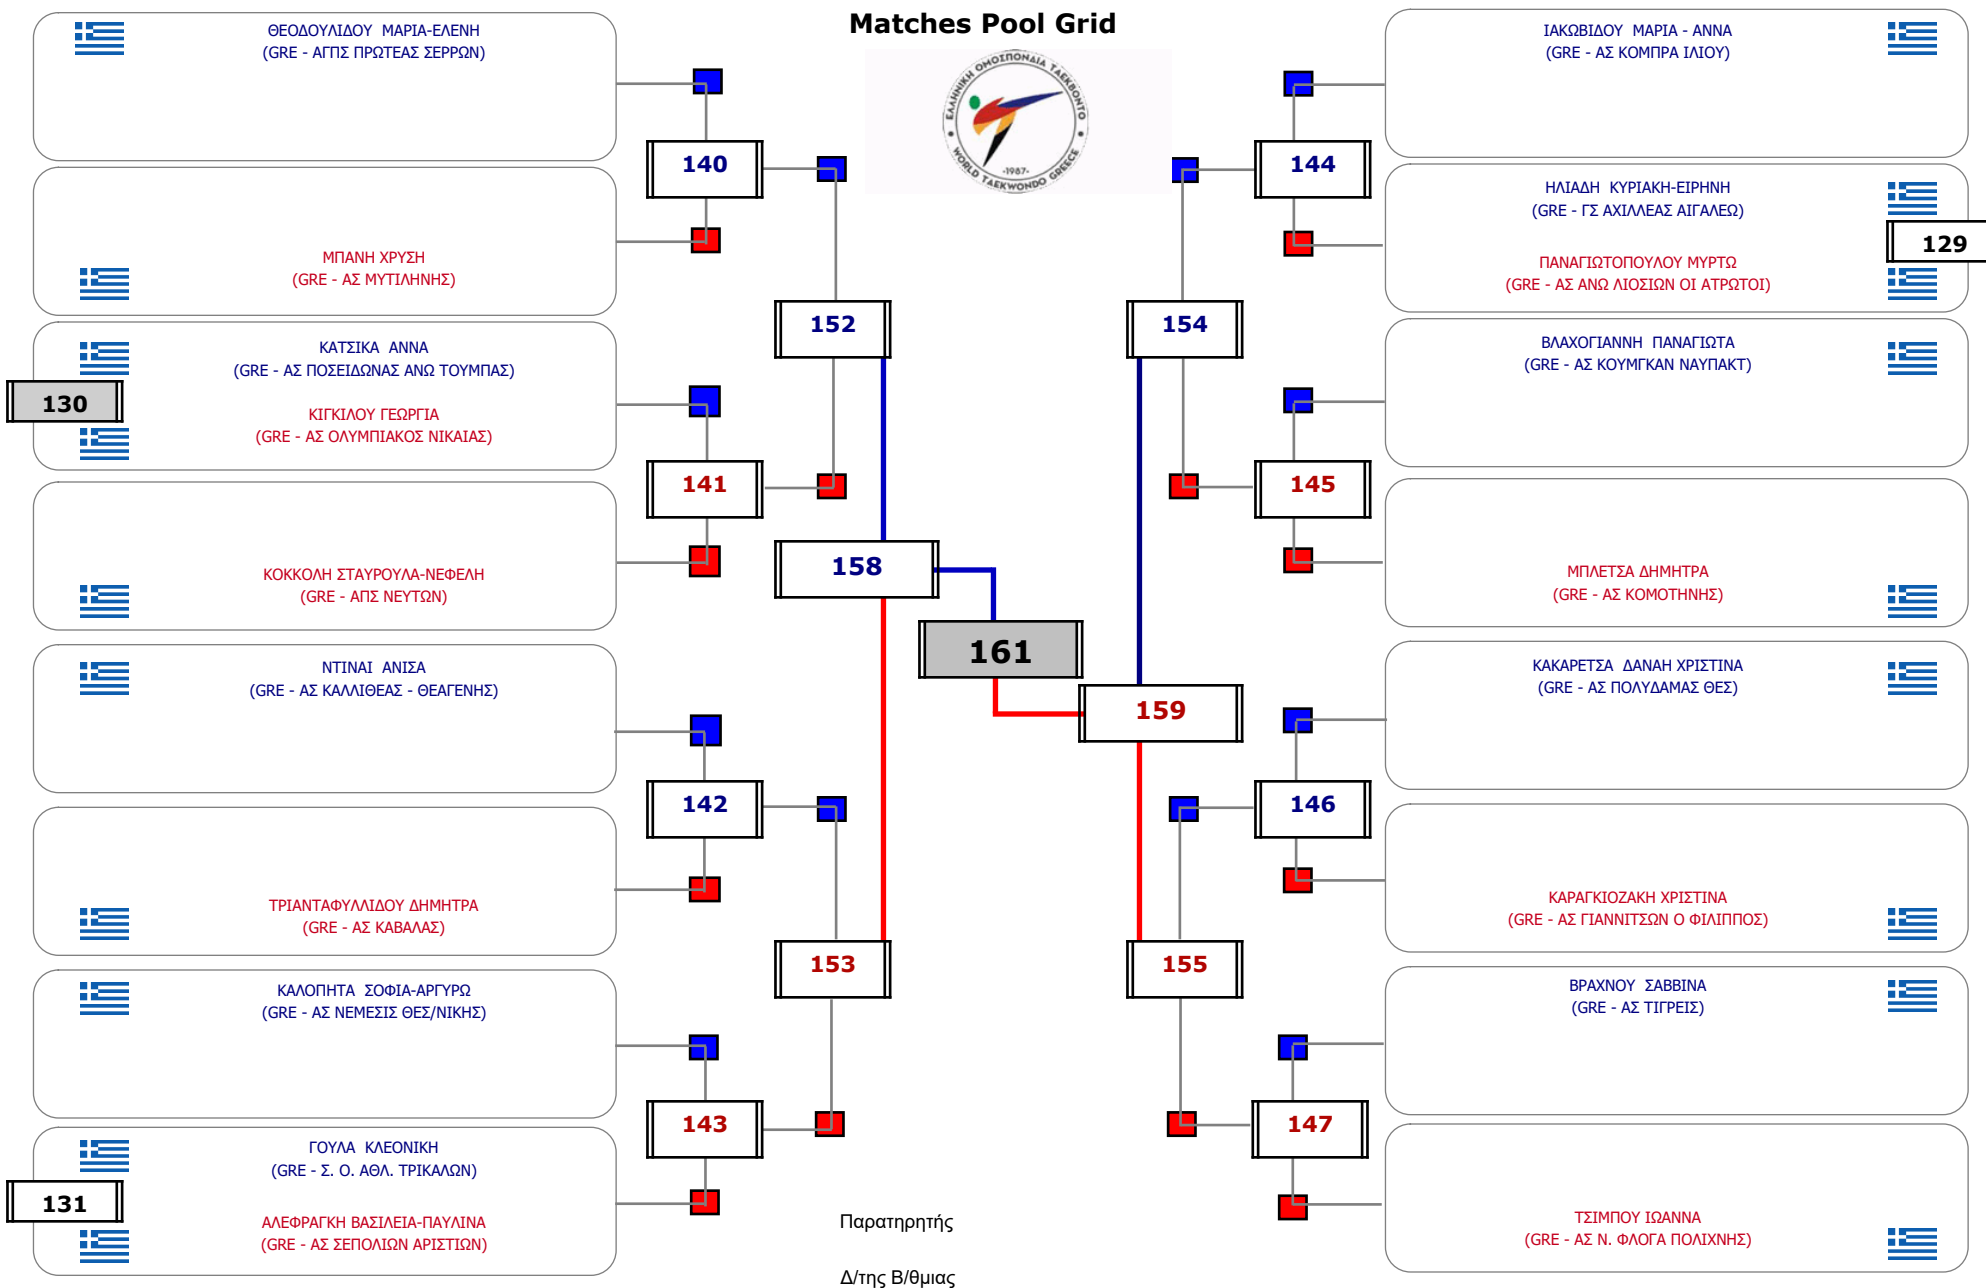 Matches Pool Grid
ΕΛΛΗΝΙΚΗ ΟΜΟΣΠΟΝΔΙΑ ΤΑΕΚΒΟΝΤΟ
-1987-
WORLD TAEKWONDO GREECE
ΘΕΟΔΟΥΛΙΔΟΥ ΜΑΡΙΑ-ΕΛΕΝΗ
(GRE - ΑΓΠΣ ΠΡΩΤΕΑΣ ΣΕΡΡΩΝ)
140
ΜΠΑΝΗ ΧΡΥΣΗ
(GRE - ΑΣ ΜΥΤΙΛΗΝΗΣ)
152
ΚΑΤΣΙΚΑ ΑΝΝΑ
(GRE - ΑΣ ΠΟΣΕΙΔΩΝΑΣ ΑΝΩ ΤΟΥΜΠΑΣ)
130
ΚΙΓΚΙΛΟΥ ΓΕΩΡΓΙΑ
(GRE - ΑΣ ΟΛΥΜΠΙΑΚΟΣ ΝΙΚΑΙΑΣ)
141
ΚΟΚΚΟΛΗ ΣΤΑΥΡΟΥΛΑ-ΝΕΦΕΛΗ
(GRE - ΑΠΣ ΝΕΥΤΩΝ)
158
ΝΤΙΝΑΙ ΑΝΙΣΑ
(GRE - ΑΣ ΚΑΛΛΙΘΕΑΣ - ΘΕΑΓΕΝΗΣ)
142
ΤΡΙΑΝΤΑΦΥΛΛΙΔΟΥ ΔΗΜΗΤΡΑ
(GRE - ΑΣ ΚΑΒΑΛΑΣ)
153
ΚΑΛΟΠΗΤΑ ΣΟΦΙΑ-ΑΡΓΥΡΩ
(GRE - ΑΣ ΝΕΜΕΣΙΣ ΘΕΣ/ΝΙΚΗΣ)
143
ΓΟΥΛΑ ΚΛΕΟΝΙΚΗ
(GRE - Σ. Ο. ΑΘΛ. ΤΡΙΚΑΛΩΝ)
131
ΑΛΕΦΡΑΓΚΗ ΒΑΣΙΛΕΙΑ-ΠΑΥΛΙΝΑ
(GRE - ΑΣ ΣΕΠΟΛΙΩΝ ΑΡΙΣΤΙΩΝ)
161
ΙΑΚΩΒΙΔΟΥ ΜΑΡΙΑ - ΑΝΝΑ
(GRE - ΑΣ ΚΟΜΠΡΑ ΙΛΙΟΥ)
144
ΗΛΙΑΔΗ ΚΥΡΙΑΚΗ-ΕΙΡΗΝΗ
(GRE - ΓΣ ΑΧΙΛΛΕΑΣ ΑΙΓΑΛΕΩ)
129
ΠΑΝΑΓΙΩΤΟΠΟΥΛΟΥ ΜΥΡΤΩ
(GRE - ΑΣ ΑΝΩ ΛΙΟΣΙΩΝ ΟΙ ΑΤΡΩΤΟΙ)
154
ΒΛΑΧΟΓΙΑΝΝΗ ΠΑΝΑΓΙΩΤΑ
(GRE - ΑΣ ΚΟΥΜΓΚΑΝ ΝΑΥΠΑΚΤ)
145
ΜΠΛΕΤΣΑ ΔΗΜΗΤΡΑ
(GRE - ΑΣ ΚΟΜΟΤΗΝΗΣ)
159
ΚΑΚΑΡΕΤΣΑ ΔΑΝΑΗ ΧΡΙΣΤΙΝΑ
(GRE - ΑΣ ΠΟΛΥΔΑΜΑΣ ΘΕΣ)
146
ΚΑΡΑΓΚΙΟΖΑΚΗ ΧΡΙΣΤΙΝΑ
(GRE - ΑΣ ΓΙΑΝΝΙΤΣΩΝ Ο ΦΙΛΙΠΠΟΣ)
155
ΒΡΑΧΝΟΥ ΣΑΒΒΙΝΑ
(GRE - ΑΣ ΤΙΓΡΕΙΣ)
147
ΤΣΙΜΠΟΥ ΙΩΑΝΝΑ
(GRE - ΑΣ Ν. ΦΛΟΓΑ ΠΟΛΙΧΝΗΣ)
Παρατηρητής
Δ/της Β/θμιας